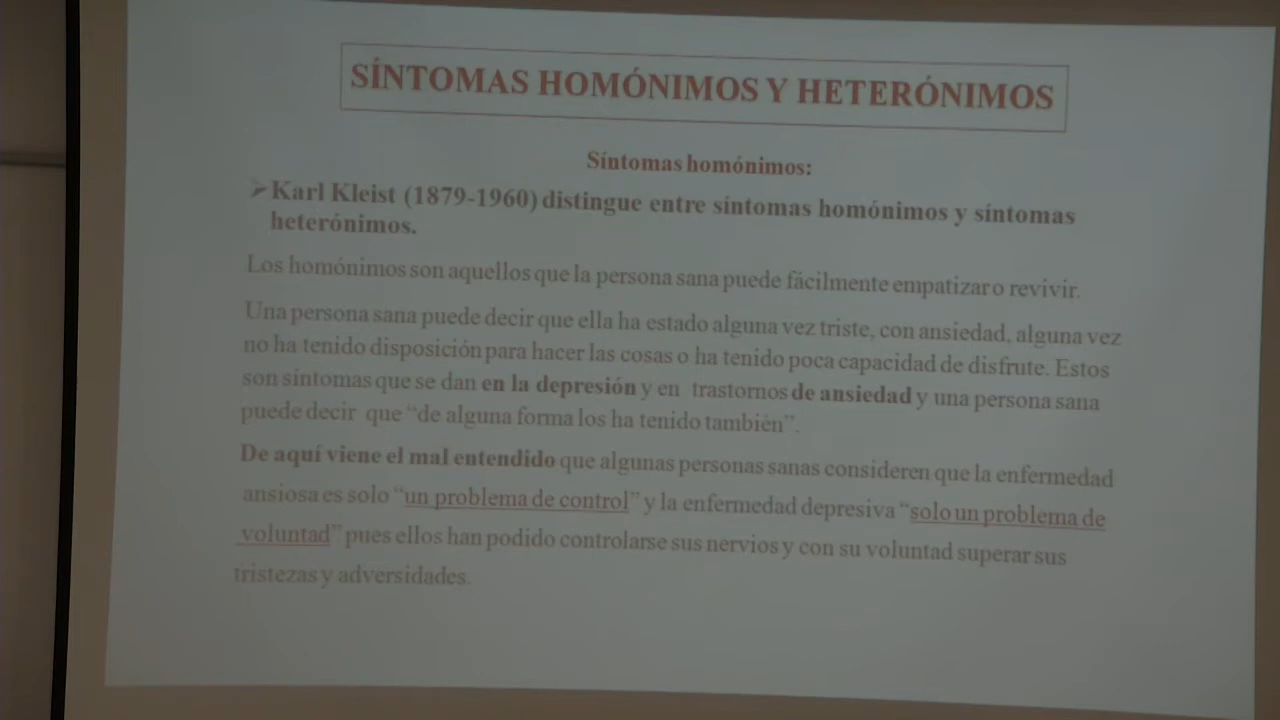 SÍNTOMAS HOMÓNIMOS Y HETERÓNIMOS
Síntomas homónimos:
➢Karl Kleist (1879-1960) distingue entre síntomas homónimos y síntomas
heterónimos.
Los homónimos son aquellos que la persona sana puede fácilmente empatizar o revivir.
Una persona sana puede decir que ella ha estado alguna vez triste, con ansiedad, alguna vez
no ha tenido disposición para hacer las cosas o ha tenido poca capacidad de disfrute. Estos
son síntomas que se dan en la depresión y en trastornos de ansiedad y una persona sana
puede decir que “de alguna forma los ha tenido también”.
De aquí viene el mal entendido que algunas personas sanas consideren que la enfermedad
ansiosa es solo “un problema de control” y la enfermedad depresiva “solo un problema de
voluntad” pues ellos han podido controlarse sus nervios y con su voluntad superar sus
tristezas y adversidades.